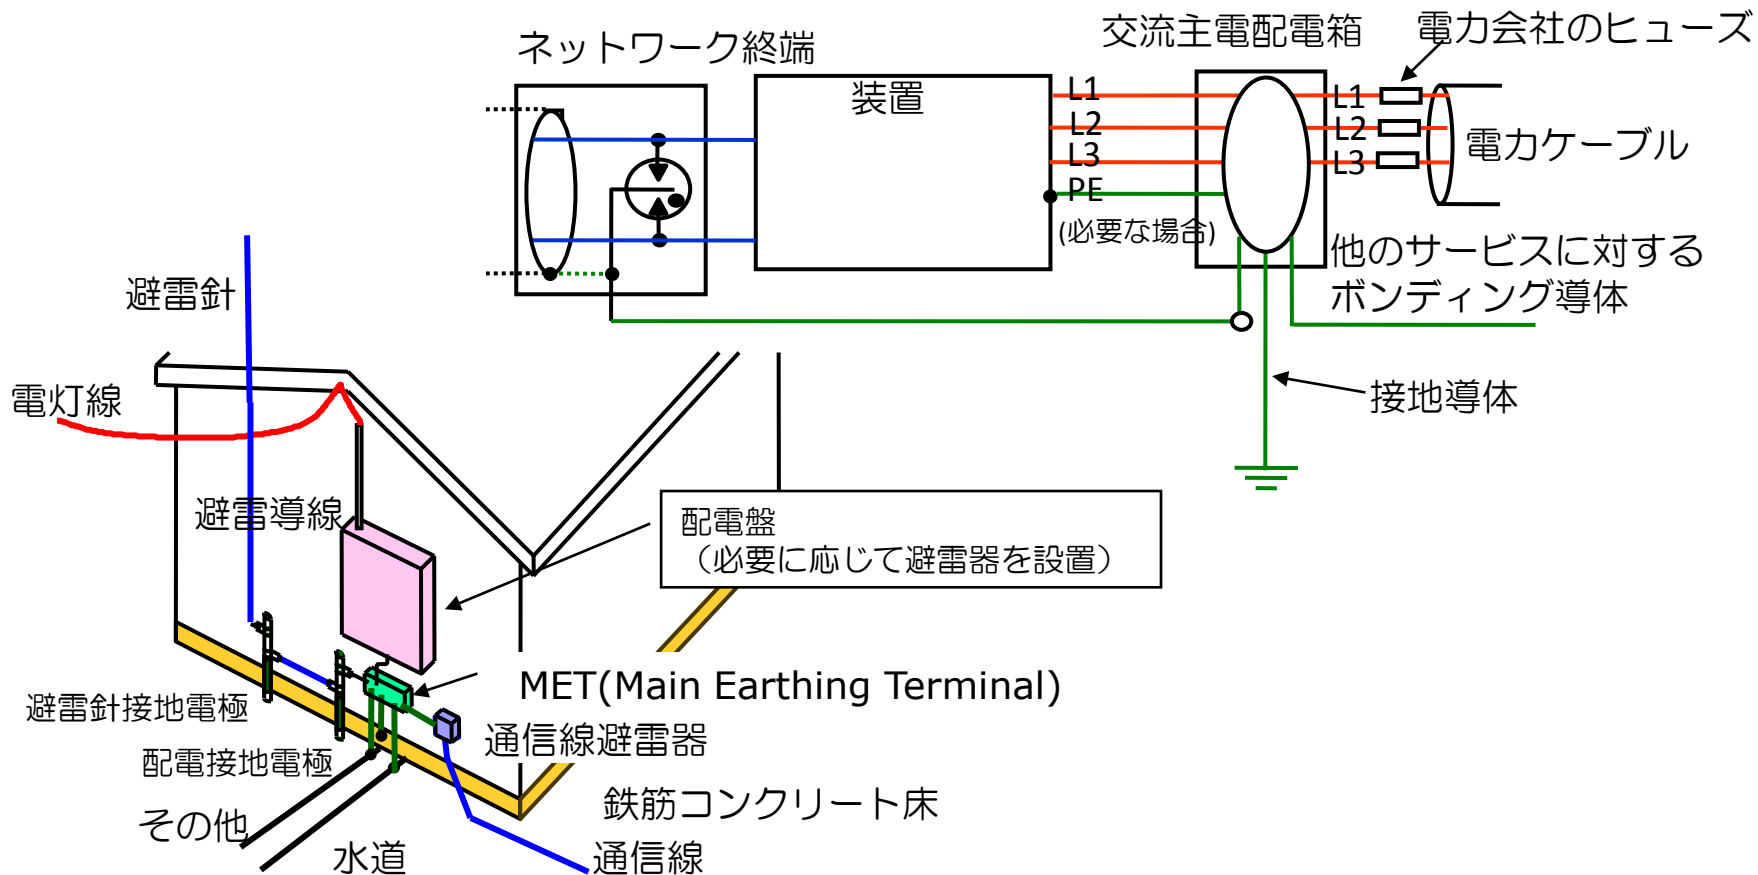 ネットワーク終端
交流主電配電箱
電力会社のヒューズ
装置
L1
L2
L3
PE
(必要な場合)
L1
L2
L3
電力ケーブル
他のサービスに対する
ボンディング導体
接地導体
避雷針
電灯線
避雷導線
配電盤
（必要に応じて避雷器を設置）
MET(Main Earthing Terminal)
避雷針接地電極
通信線避雷器
配電接地電極
その他
鉄筋コンクリート床
水道
通信線